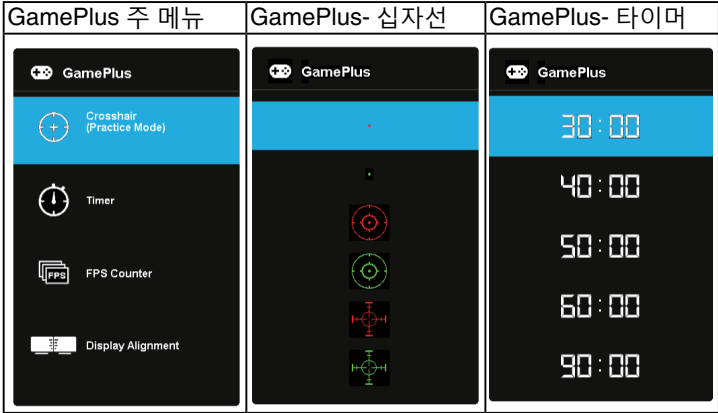 GamePlus 주 메뉴
GamePlus- 십자선
GamePlus- 타이머
GamePlus
Crosshair
(Practice Mode)
Timer
FPS
FPS Counter
Display Alignment
GamePlus
GamePlus
30:00
40:00
50:00
60:00
90:00